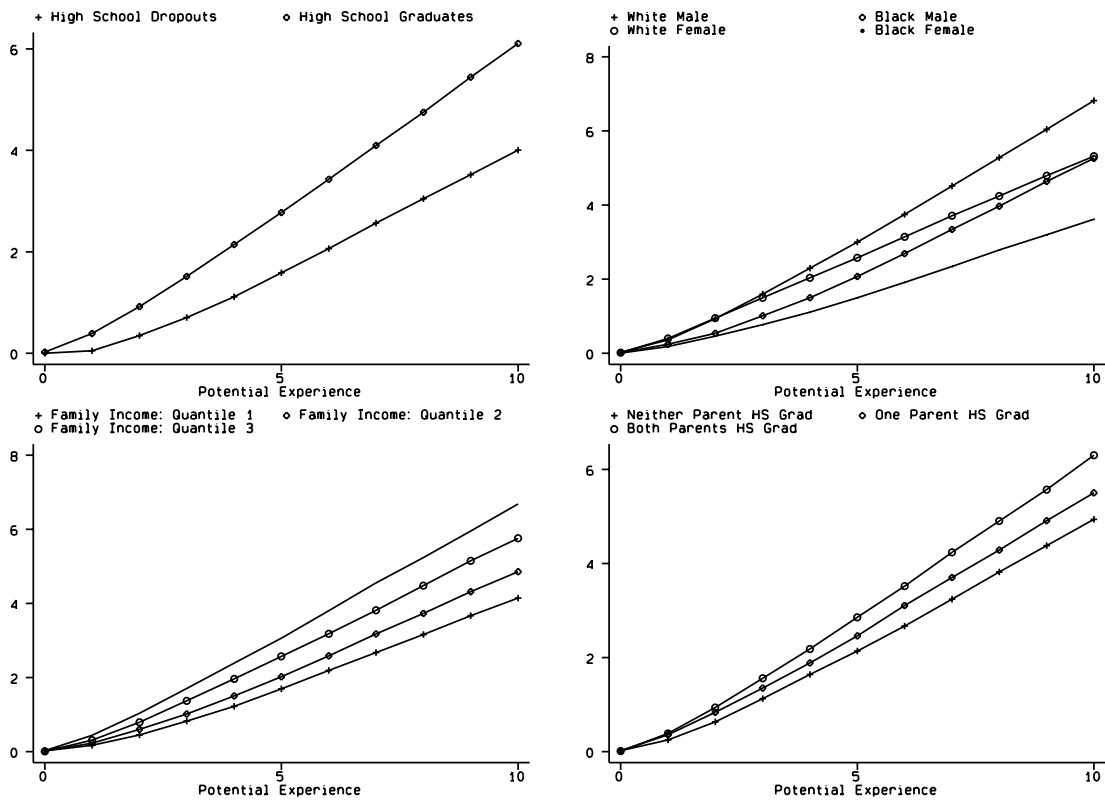 + High School Dropouts ◇ High School Graduates
6
4
2
0
0 5 10
Potential Experience
+ White Male ◇ Black Male
○ White Female • Black Female
8
6
4
2
0
0 5 10
Potential Experience
+ Family Income: Quantile 1 ◇ Family Income: Quantile 2
○ Family Income: Quantile 3
8
6
4
2
0
0 5 10
Potential Experience
+ Neither Parent HS Grad ◇ One Parent HS Grad
○ Both Parents HS Grad
6
4
2
0
0 5 10
Potential Experience